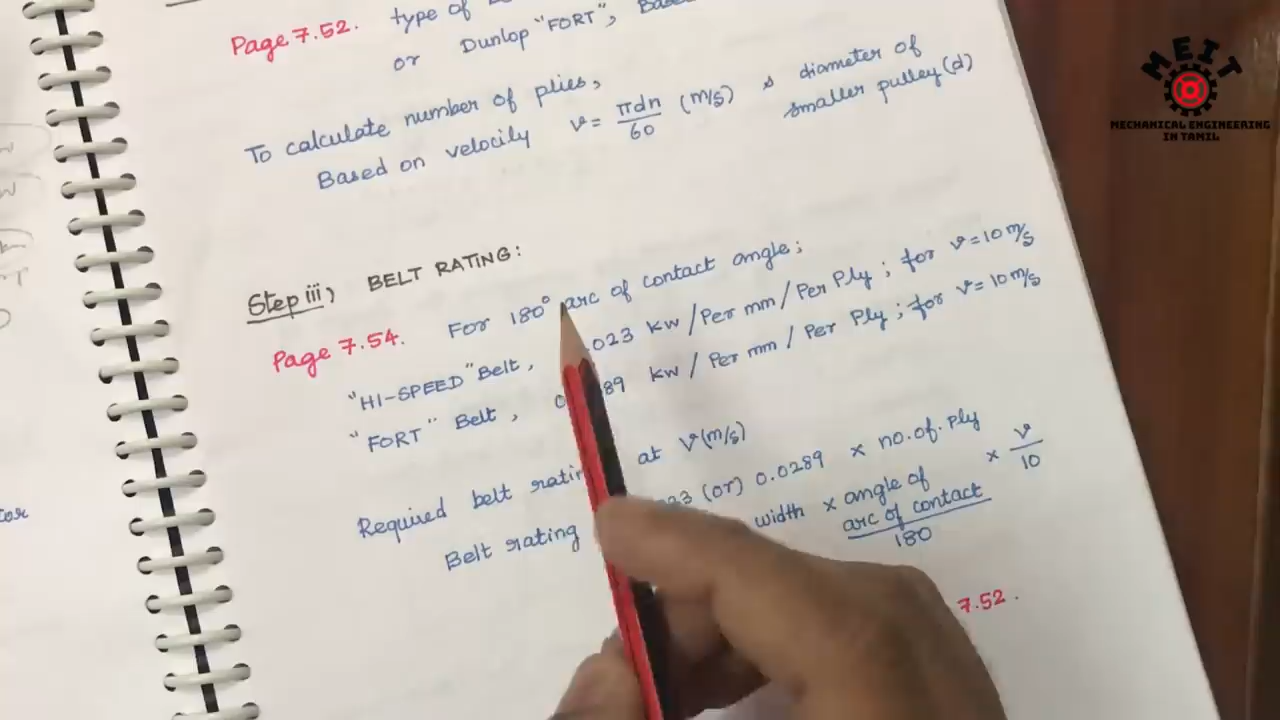 Page 7.52. type of
or Dunlop "FORT", Based
To calculate number of plies,
Based on velocity v = πdn/60 (m/s) & diameter of smaller pulley (d)
Step iii) BELT RATING:
Page 7.54. For 180° arc of contact angle;
"HI-SPEED" Belt, .023 kw/Per mm/Per Ply ; for v=10 m/s
"FORT" Belt, 0 89 kw/Per mm/Per Ply ; for v=10 m/s
Required belt rating at V(m/s)
Belt rating 23 (or) 0.0289 × no.of.Ply
width × angle of arc of contact/180 × v/10
7.52.
MEIT
MECHANICAL ENGINEERING
IN TAMIL